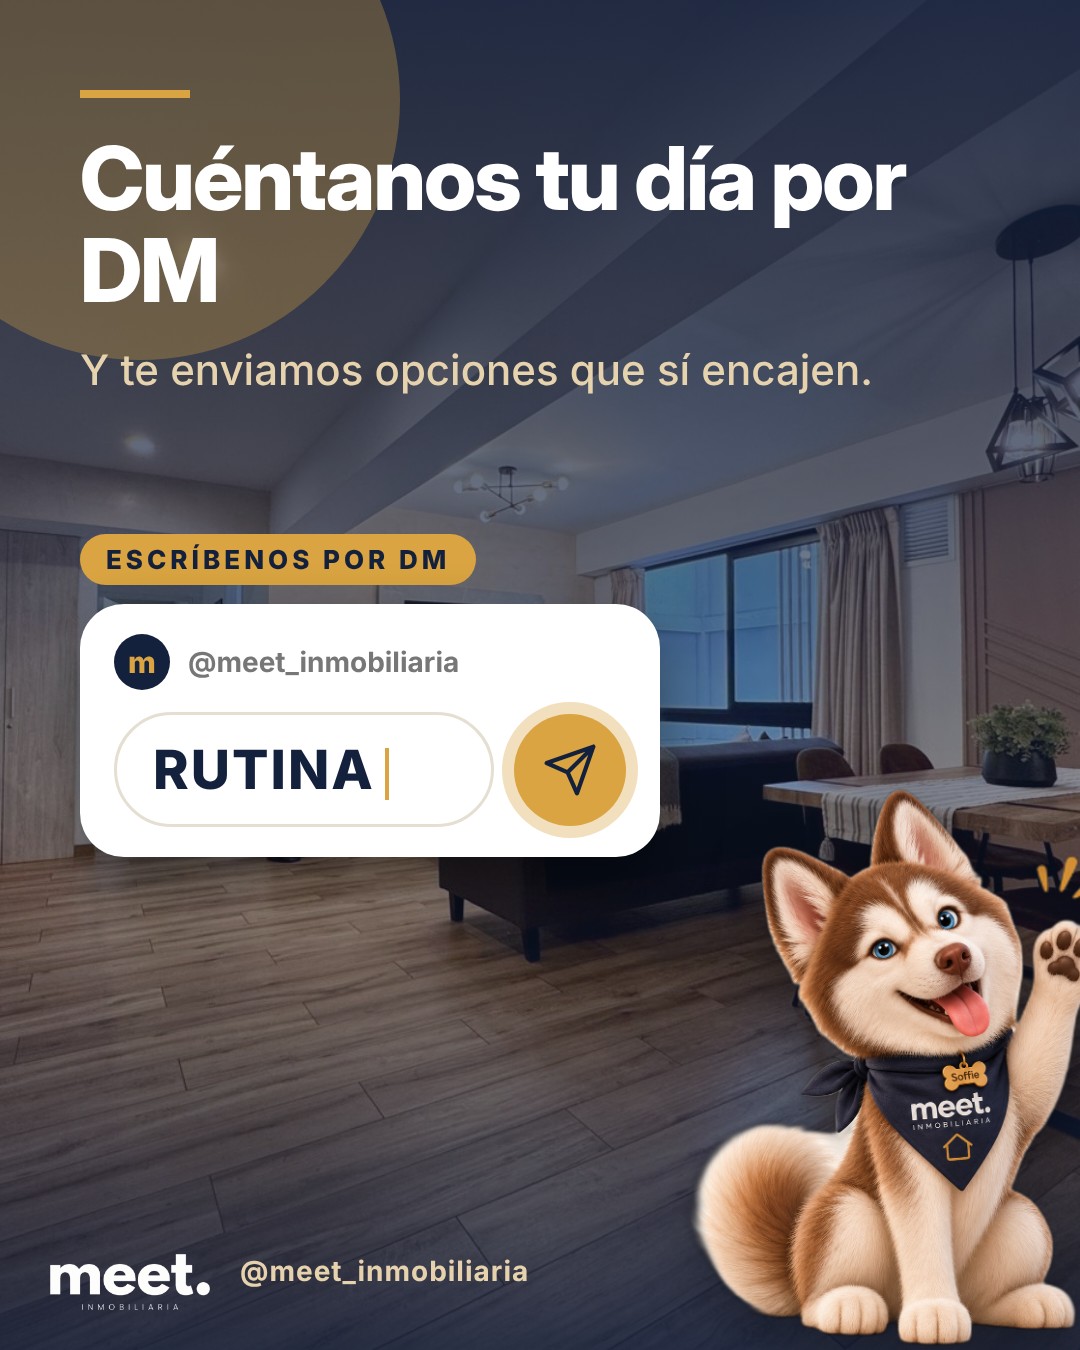 Cuéntanos tu día por
DM
Y te enviamos opciones que sí encajen.
ESCRÍBENOS POR DM
m @meet_inmobiliaria
RUTINA
Soffie
meet.
INMOBILIARIA
meet.
INMOBILIARIA
@meet_inmobiliaria